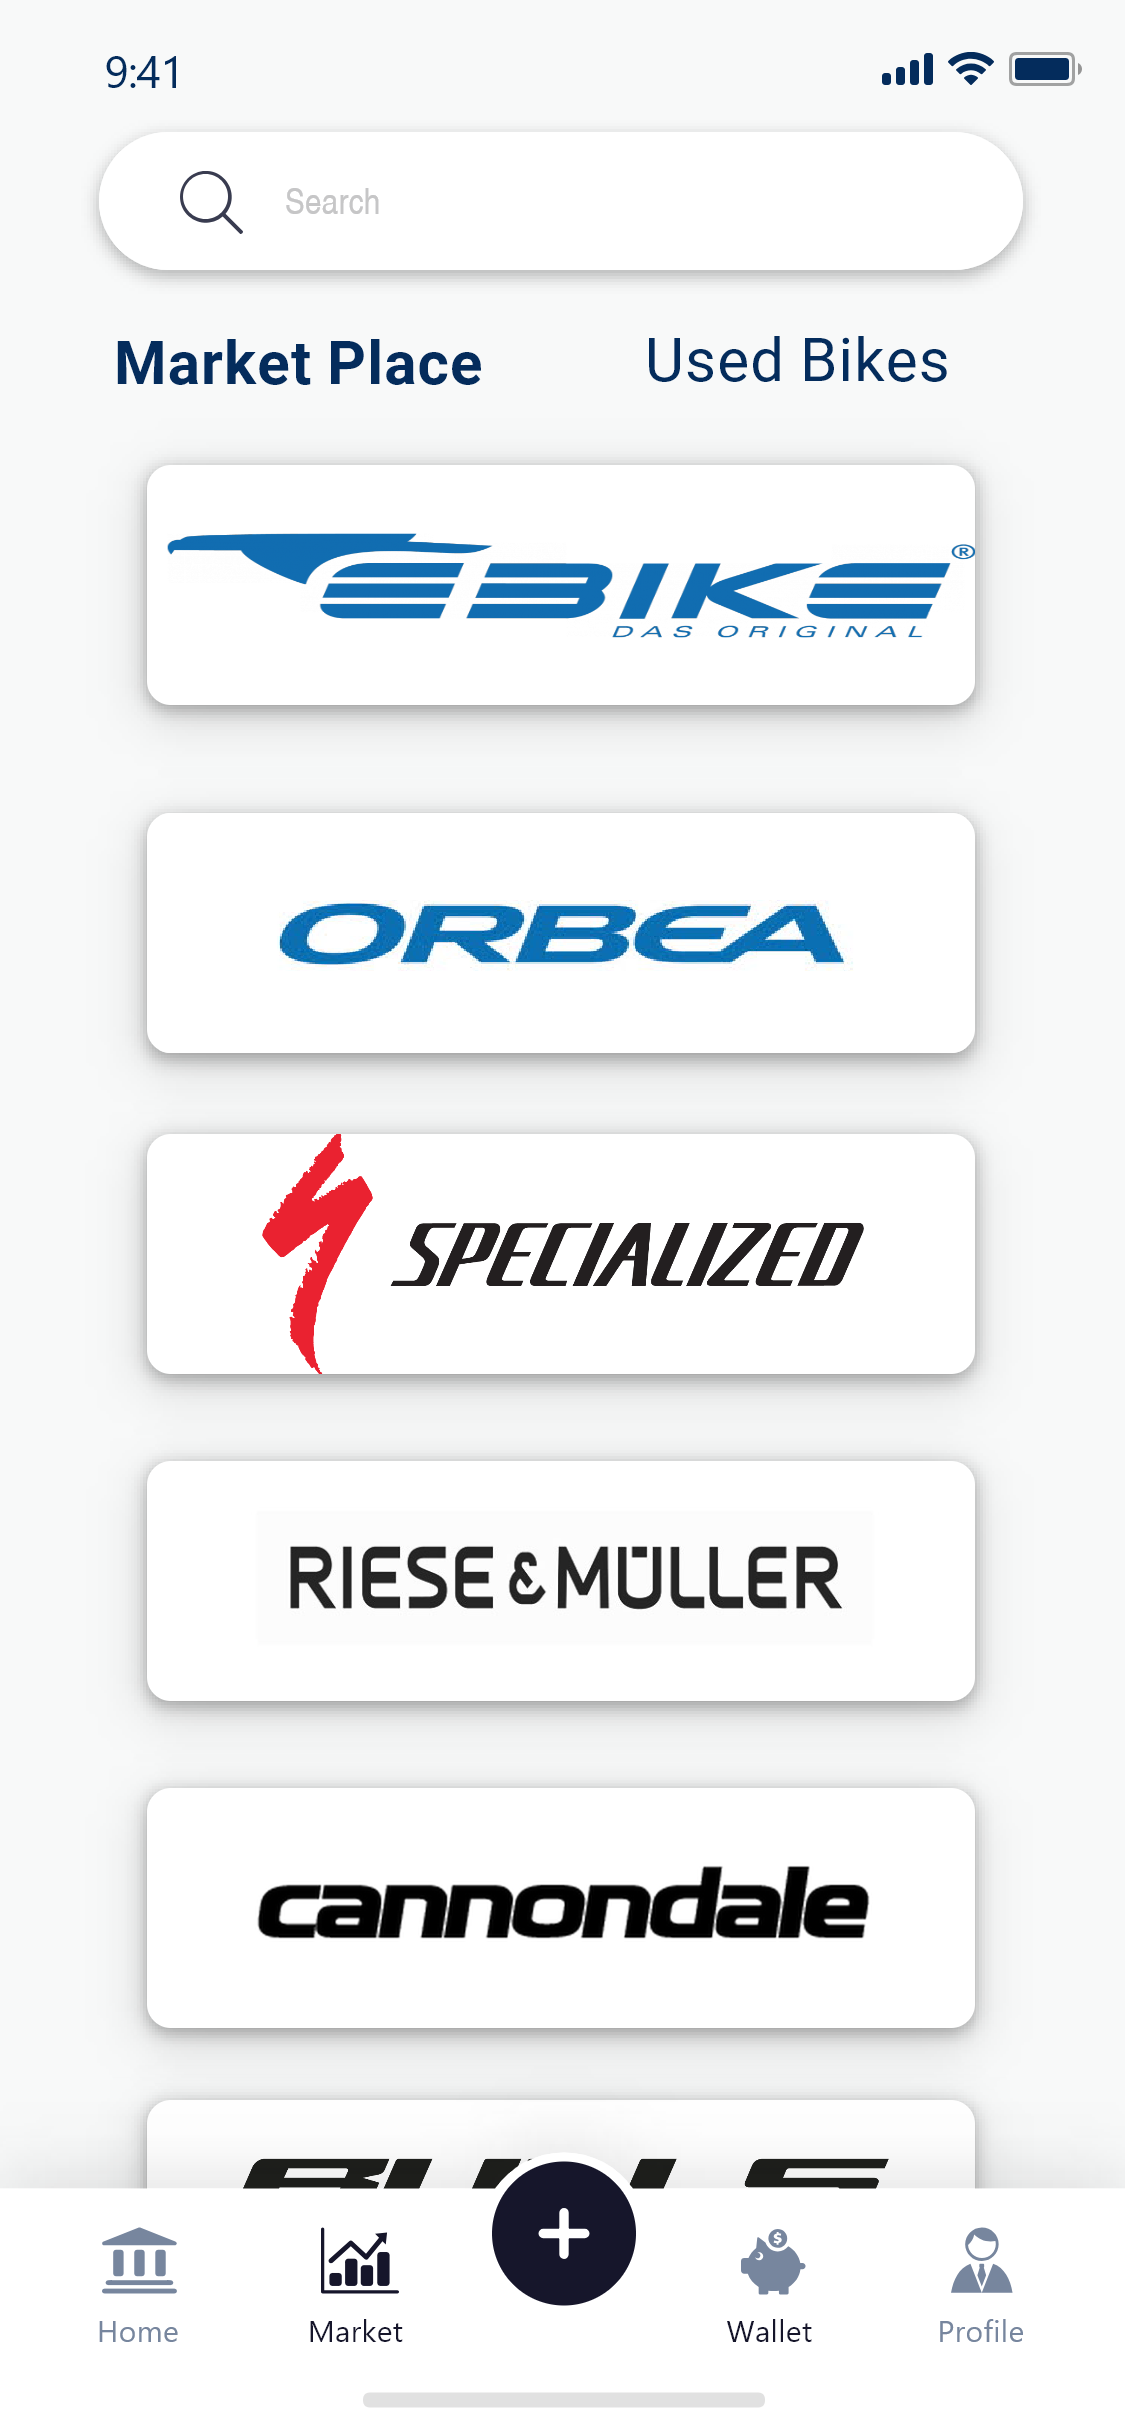 9:41
Search
Market Place Used Bikes
EBIKE®
DAS ORIGINAL
ORBEA
SPECIALIZED
RIESE & MÜLLER
cannondale
Home Market Wallet Profile